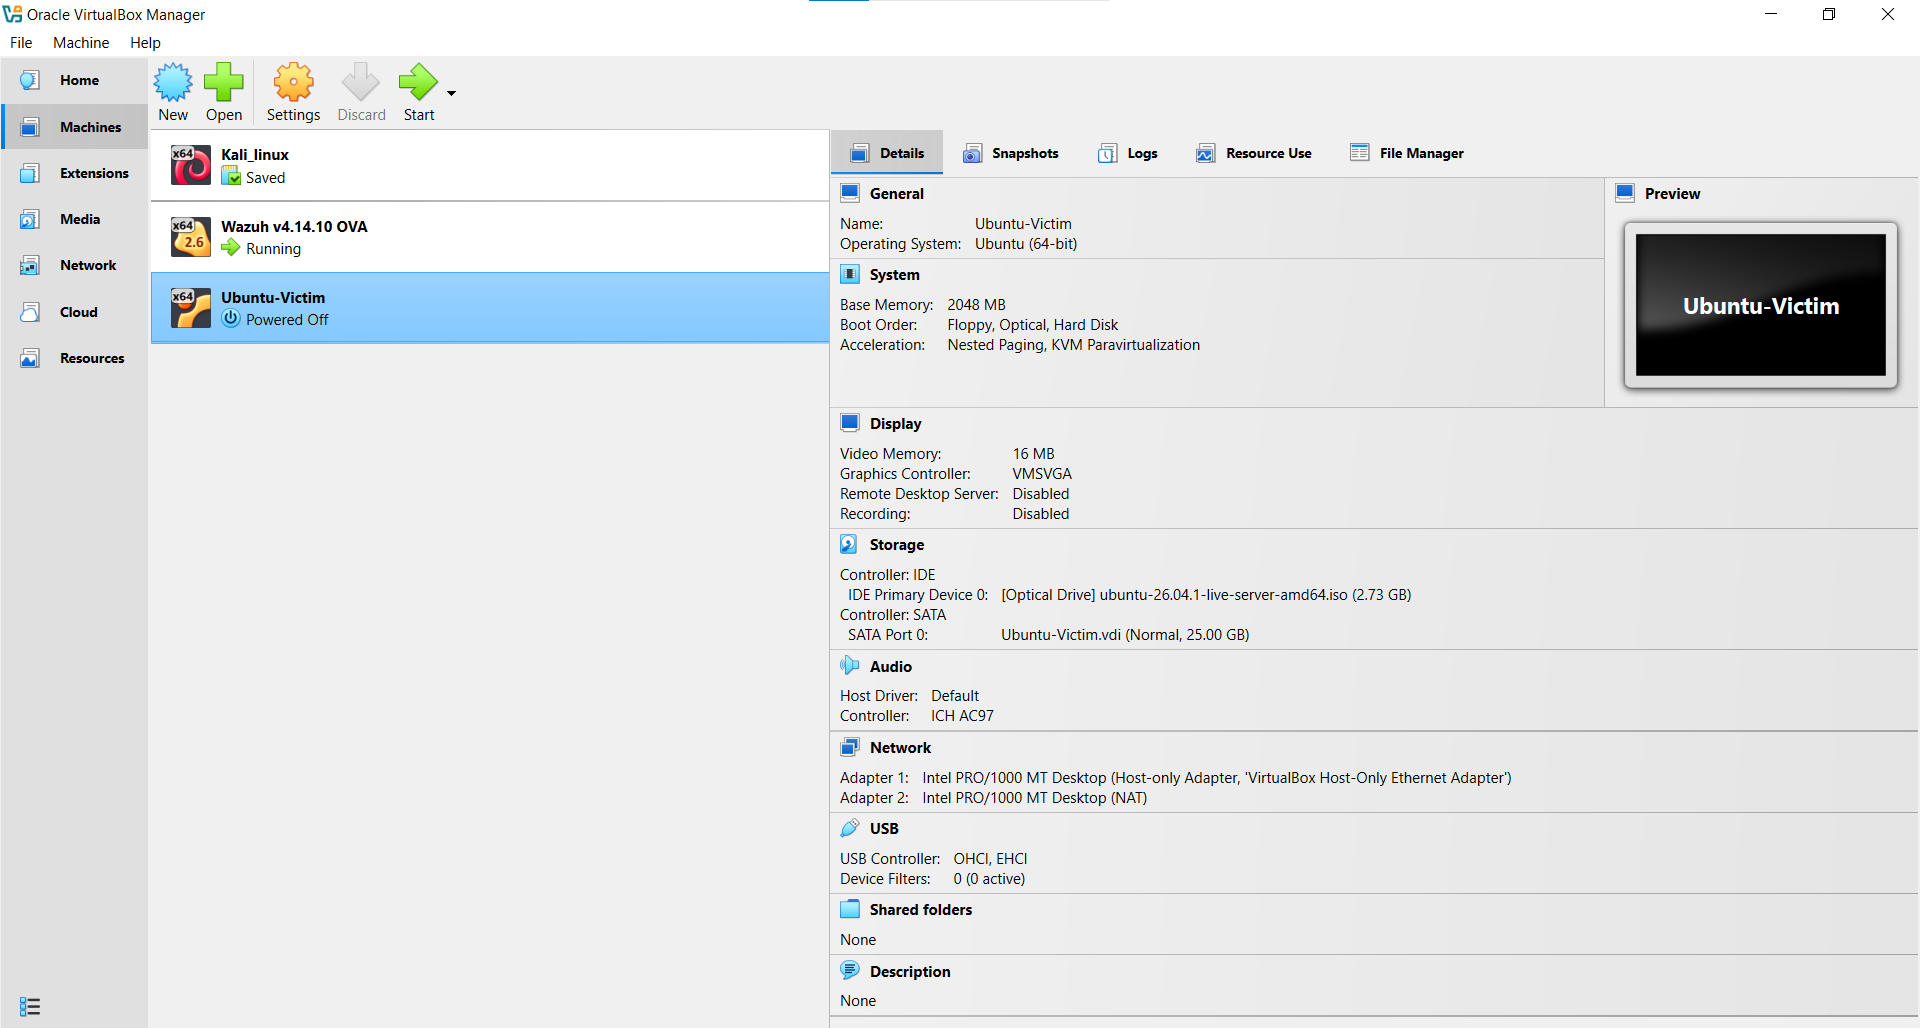 Oracle VirtualBox Manager
File Machine Help
Home
Machines
Extensions
Media
Network
Cloud
Resources
New Open Settings Discard Start
x64 Kali_linux
Saved
x64 2.6 Wazuh v4.14.10 OVA
Running
x64 Ubuntu-Victim
Powered Off
Details Snapshots Logs Resource Use File Manager
General
Name: Ubuntu-Victim
Operating System: Ubuntu (64-bit)
Preview
Ubuntu-Victim
System
Base Memory: 2048 MB
Boot Order: Floppy, Optical, Hard Disk
Acceleration: Nested Paging, KVM Paravirtualization
Display
Video Memory: 16 MB
Graphics Controller: VMSVGA
Remote Desktop Server: Disabled
Recording: Disabled
Storage
Controller: IDE
IDE Primary Device 0: [Optical Drive] ubuntu-26.04.1-live-server-amd64.iso (2.73 GB)
Controller: SATA
SATA Port 0: Ubuntu-Victim.vdi (Normal, 25.00 GB)
Audio
Host Driver: Default
Controller: ICH AC97
Network
Adapter 1: Intel PRO/1000 MT Desktop (Host-only Adapter, 'VirtualBox Host-Only Ethernet Adapter')
Adapter 2: Intel PRO/1000 MT Desktop (NAT)
USB
USB Controller: OHCI, EHCI
Device Filters: 0 (0 active)
Shared folders
None
Description
None